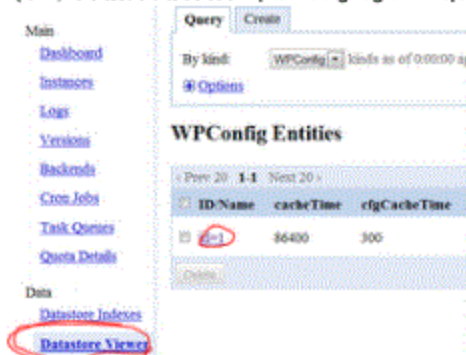 Main
Dashboard
Instances
Logs
Versions
Backends
Cron Jobs
Task Queues
Quota Details
Data
Datastore Indexes
Datastore Viewer
Query Create
By kind: WPConfig kinds as of 0:00:00
Options
WPConfig Entities
‹ Prev 20 1-1 Next 20 ›
ID/Name cacheTime cfgCacheTime
id=1 86400 300
Delete